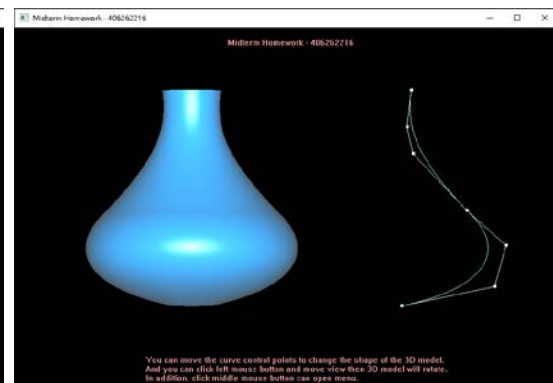 Midterm Homework - 406262216
Midterm Homework - 406262216
You can move the curve control points to change the shape of the 3D model.
And you can click left mouse button and move view then 3D model will rotate.
In addition, click middle mouse button can open menu.